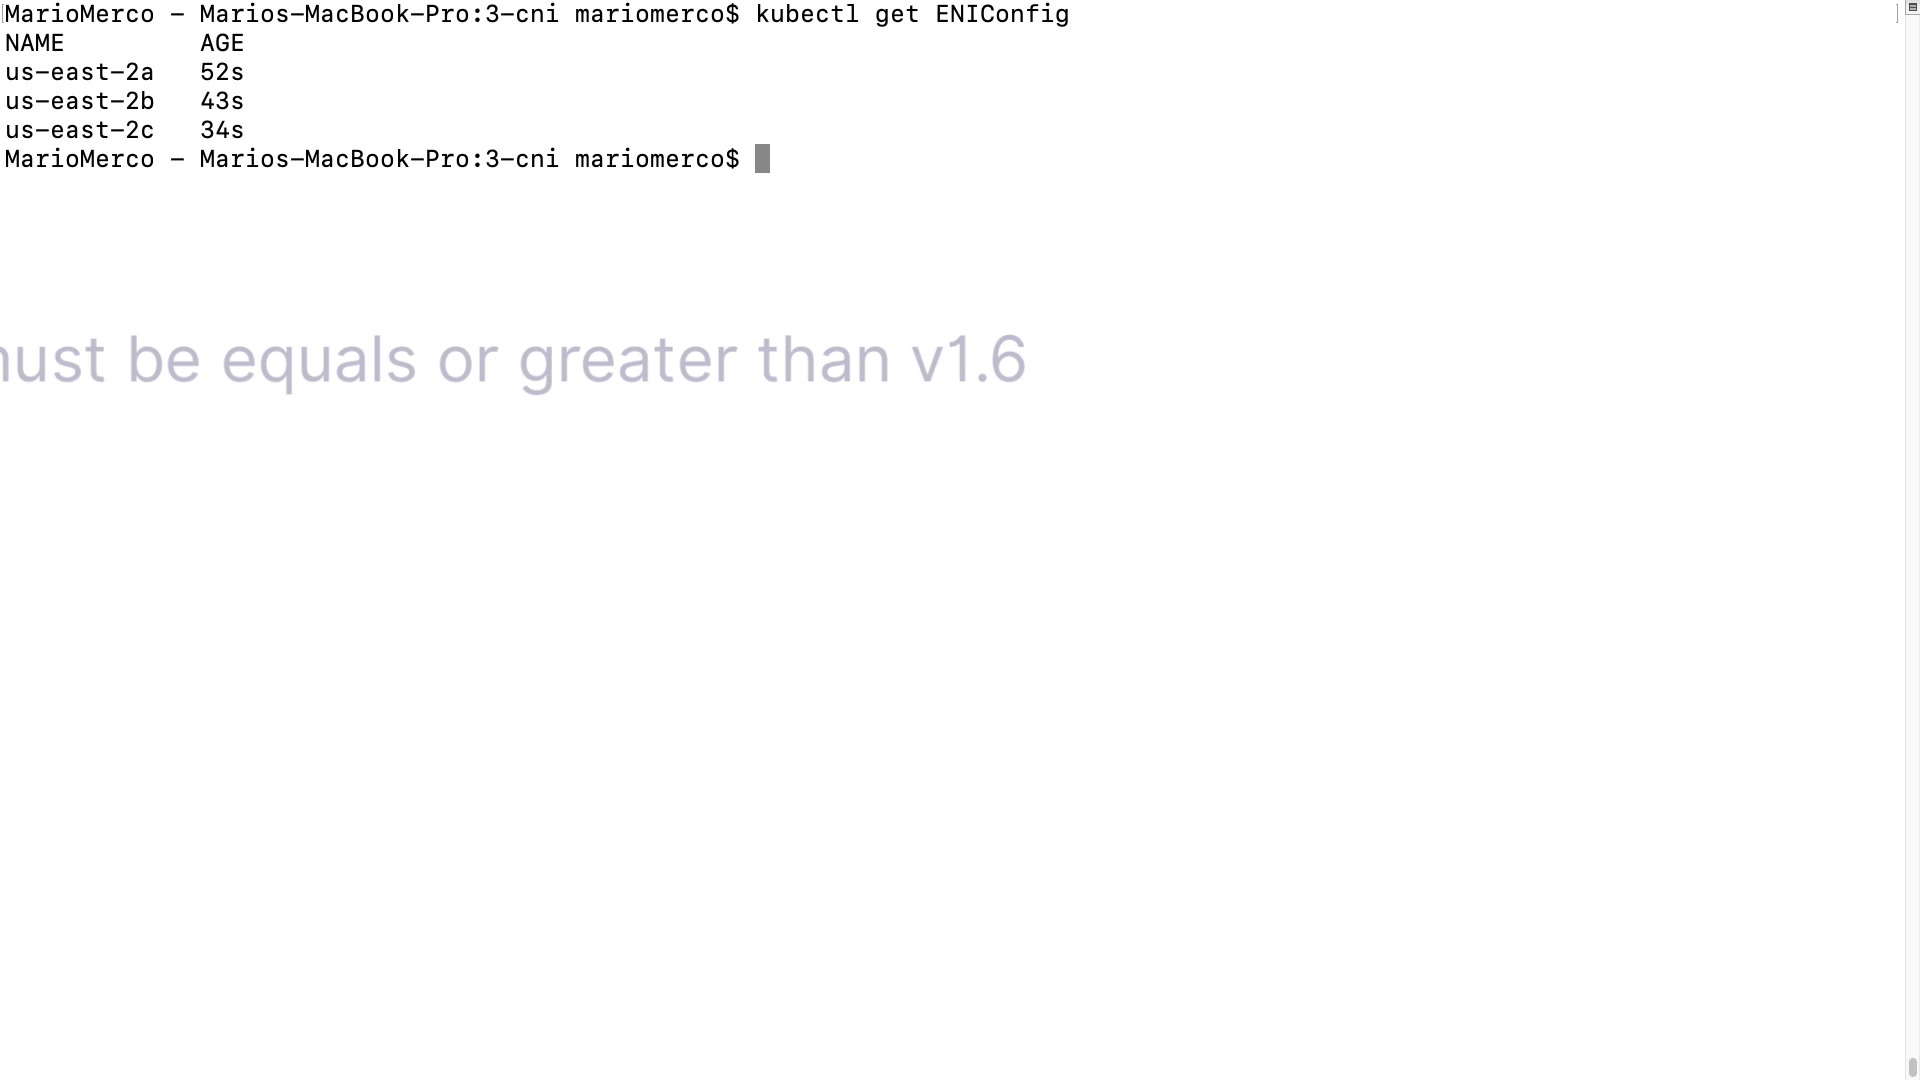 MarioMerco - Marios-MacBook-Pro:3-cni mariomerco$ kubectl get ENIConfig
NAME AGE
us-east-2a 52s
us-east-2b 43s
us-east-2c 34s
MarioMerco - Marios-MacBook-Pro:3-cni mariomerco$
be equals or greater than v1.6